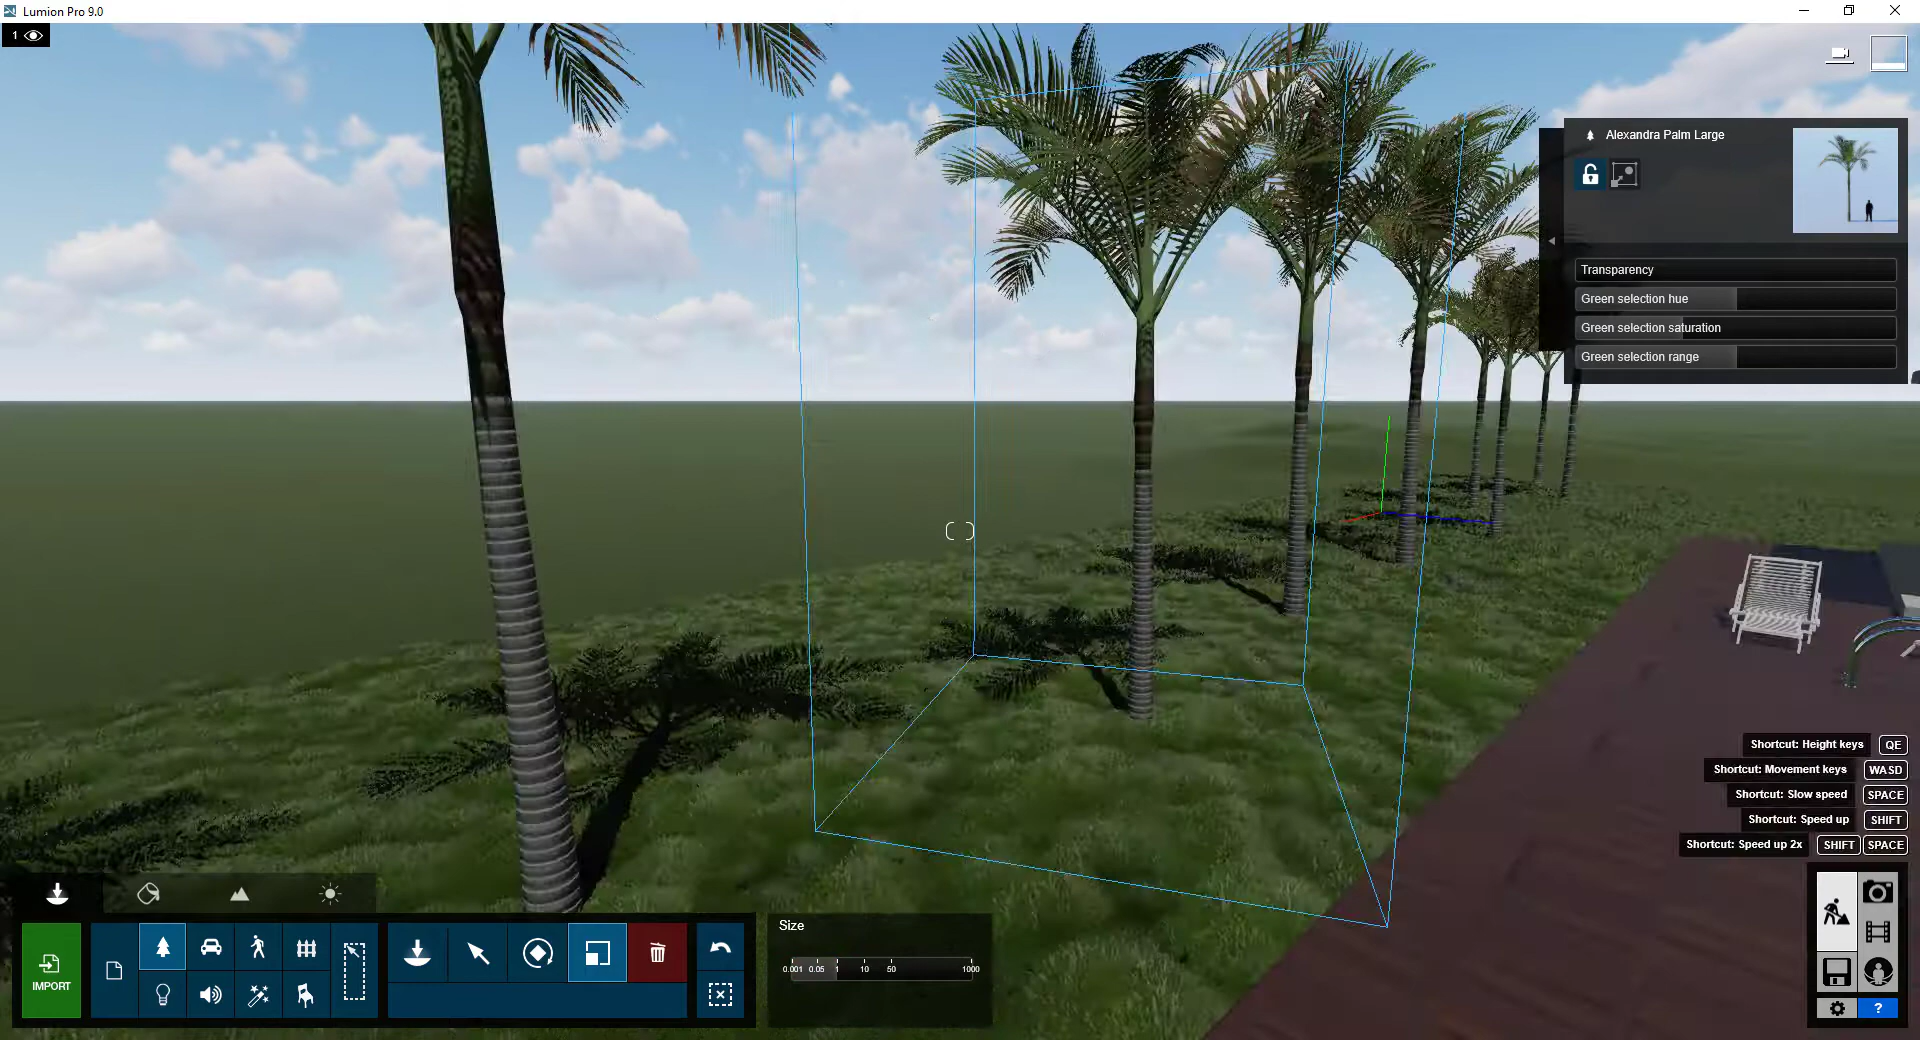 Lumion Pro 9.0
1
Alexandra Palm Large
Transparency
Green selection hue
Green selection saturation
Green selection range
Shortcut: Height keys QE
Shortcut: Movement keys WASD
Shortcut: Slow speed SPACE
Shortcut: Speed up SHIFT
Shortcut: Speed up 2x SHIFT SPACE
IMPORT
Size
0.001 0.05 1 10 50 1000
?